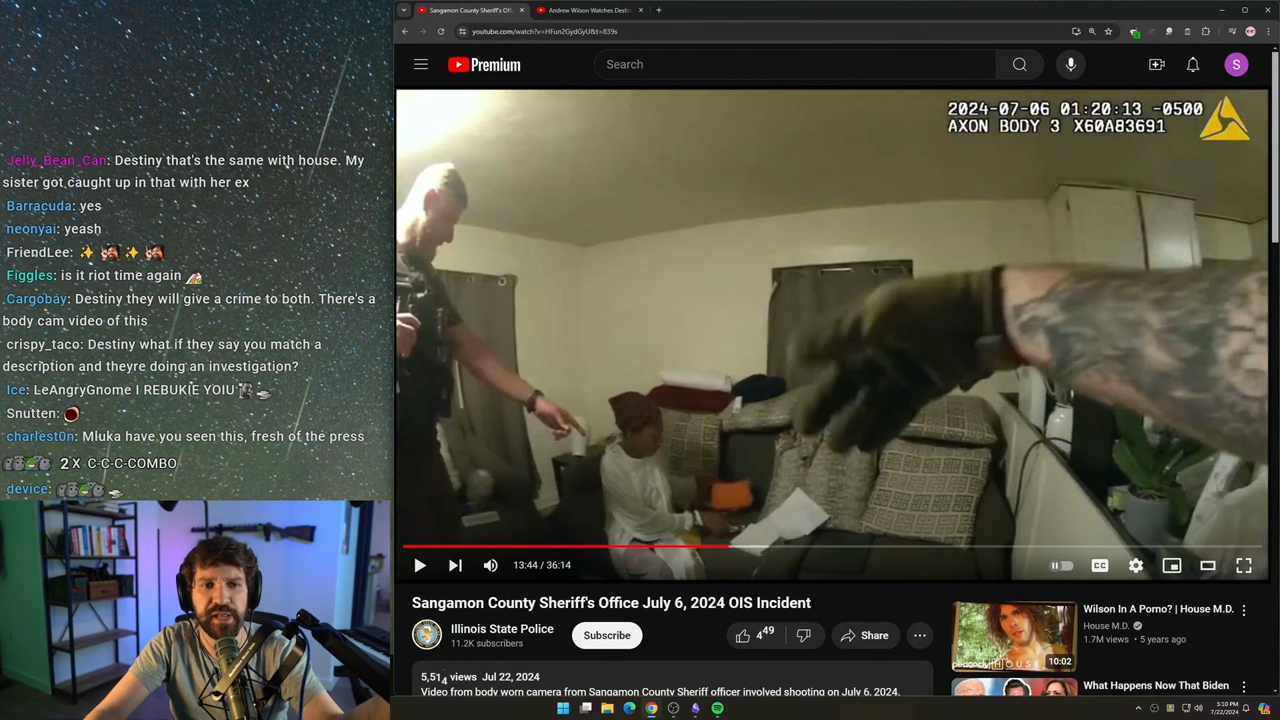 Sangamon County Sheriff's Offi
Andrew Wilson Watches Desti
youtube.com/watch?v=HFun2GydGyU&t=839s
Premium
Search
S
2024-07-06 01:20:13 -0500
AXON BODY 3 X60A83691
Jelly_Bean_Can: Destiny that's the same with house. My
sister got caught up in that with her ex
Barracuda: yes
neonyai: yeash
FriendLee:
Figgles: is it riot time again
Cargobay: Destiny they will give a crime to both. There's a
body cam video of this
crispy_taco: Destiny what if they say you match a
description and theyre doing an investigation?
Ice: LeAngryGnome I REBUKIE YOIU
Snutten:
charlest0n: Mluka have you seen this, fresh of the press
2 X C-C-C-COMBO
device:
13:44 / 36:14
CC
Sangamon County Sheriff's Office July 6, 2024 OIS Incident
Illinois State Police
11.2K subscribers
Subscribe
449
Share
5,514 views Jul 22, 2024
Video from body worn camera from Sangamon County Sheriff officer involved shooting on July 6, 2024.
Wilson In A Porno? | House M.D.
House M.D.
1.7M views • 5 years ago
peacock HOUSE
10:02
What Happens Now That Biden
5:10 PM
7/22/2024